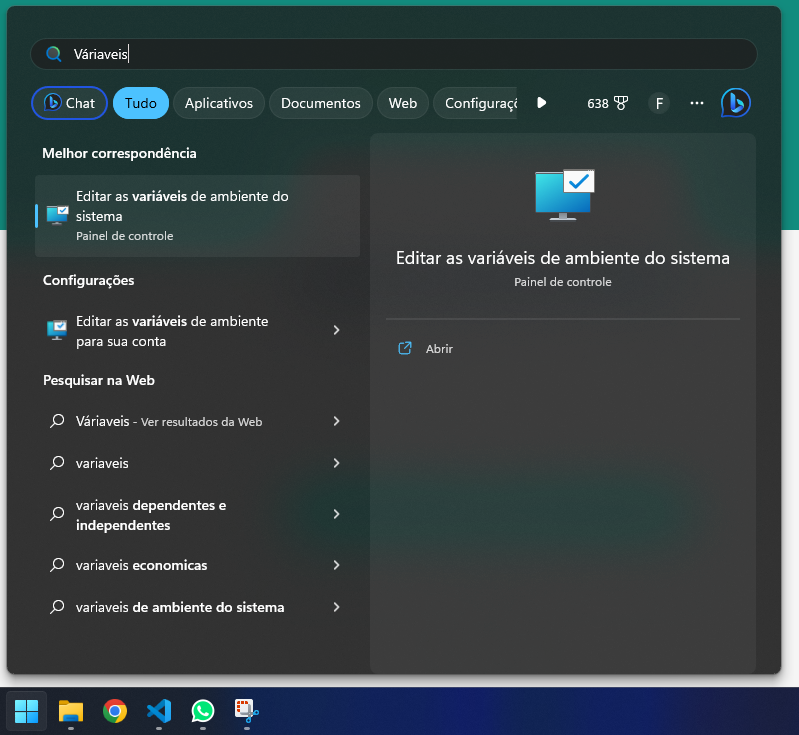 Váriaveis
Chat
Tudo
Aplicativos
Documentos
Web
Configuraçõ
638
F
Melhor correspondência
Editar as variáveis de ambiente do
sistema
Painel de controle
Configurações
Editar as variáveis de ambiente
para sua conta
Pesquisar na Web
Váriaveis - Ver resultados da Web
variaveis
variaveis dependentes e
independentes
variaveis economicas
variaveis de ambiente do sistema
Editar as variáveis de ambiente do sistema
Painel de controle
Abrir